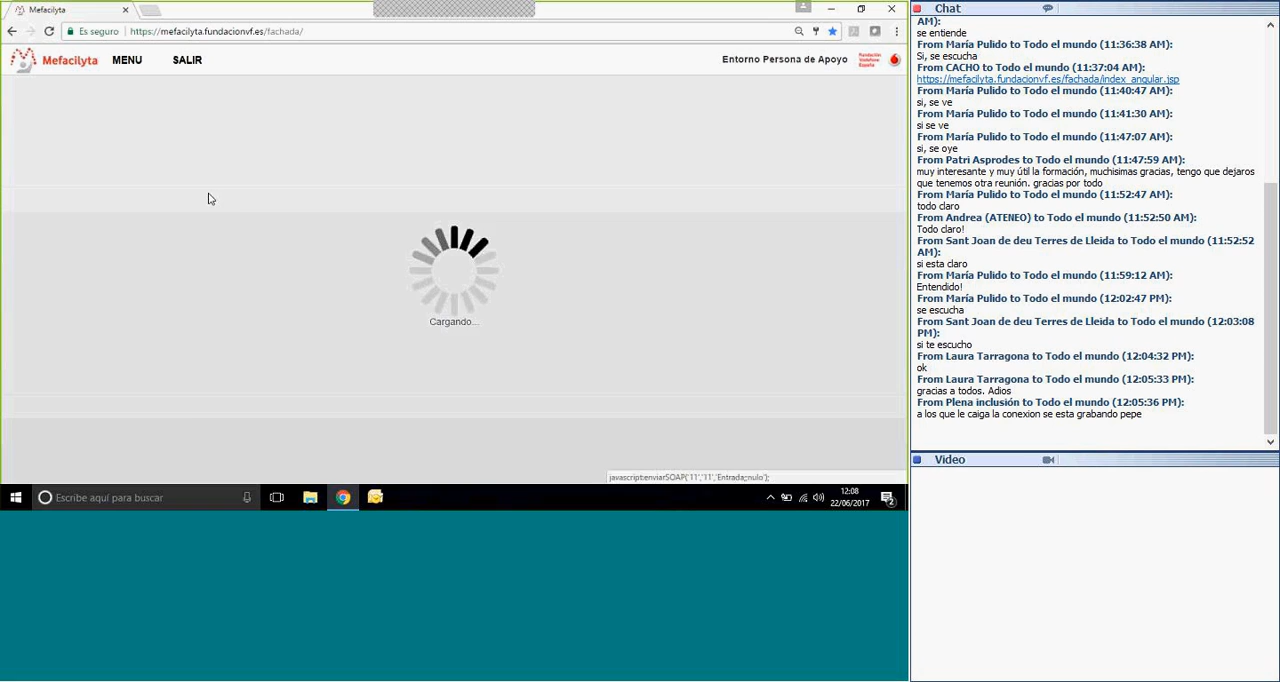 Mefacilyta
Es seguro https://mefacilyta.fundacionvf.es/fachada/
Mefacilyta MENU SALIR Entorno Persona de Apoyo
Fundación
Vodafone
España
Cargando...
javascript:enviarSOAP('11','11','Entrada;;nulo');
Escribe aquí para buscar
12:08
22/06/2017
2
Chat
AM):
se entiende
From María Pulido to Todo el mundo (11:36:38 AM):
Si, se escucha
From CACHO to Todo el mundo (11:37:04 AM):
https://mefacilyta.fundacionvf.es/fachada/index_angular.jsp
From María Pulido to Todo el mundo (11:40:47 AM):
si, se ve
From María Pulido to Todo el mundo (11:41:30 AM):
si se ve
From María Pulido to Todo el mundo (11:47:07 AM):
si, se oye
From Patri Asprodes to Todo el mundo (11:47:59 AM):
muy interesante y muy útil la formación, muchisimas gracias, tengo que dejaros
que tenemos otra reunión. gracias por todo
From María Pulido to Todo el mundo (11:52:47 AM):
todo claro
From Andrea (ATENEO) to Todo el mundo (11:52:50 AM):
Todo claro!
From Sant Joan de deu Terres de Lleida to Todo el mundo (11:52:52
AM):
si esta claro
From María Pulido to Todo el mundo (11:59:12 AM):
Entendido!
From María Pulido to Todo el mundo (12:02:47 PM):
se escucha
From Sant Joan de deu Terres de Lleida to Todo el mundo (12:03:08
PM):
si te escucho
From Laura Tarragona to Todo el mundo (12:04:32 PM):
ok
From Laura Tarragona to Todo el mundo (12:05:33 PM):
gracias a todos. Adios
From Plena inclusión to Todo el mundo (12:05:36 PM):
a los que le caiga la conexion se esta grabando pepe
Video